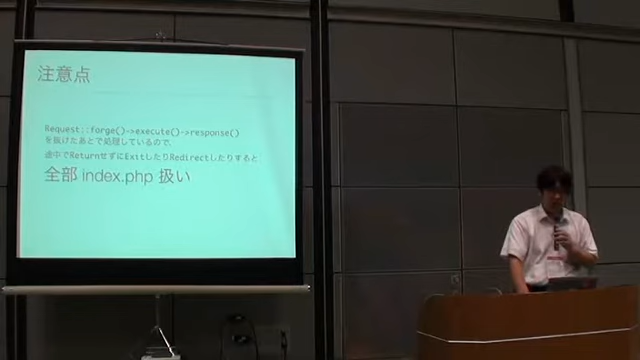 注意点
Request::forge()->execute()->response()
を抜けたあとで処理しているので、
途中でReturnせずにExitしたりRedirectしたりすると
全部 index.php 扱い